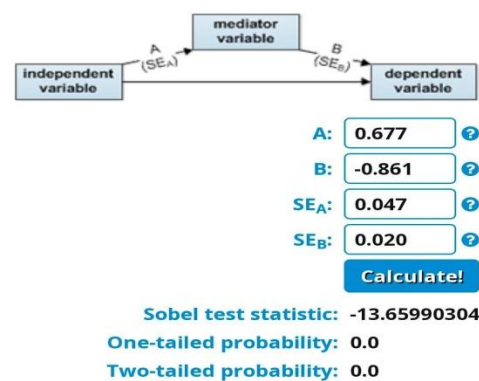 mediator
variable
A
(SEA)
B
(SEB)
independent
variable
dependent
variable
A: 0.677 ?
B: -0.861 ?
SEA: 0.047 ?
SEB: 0.020 ?
Calculate!
Sobel test statistic: -13.65990304
One-tailed probability: 0.0
Two-tailed probability: 0.0